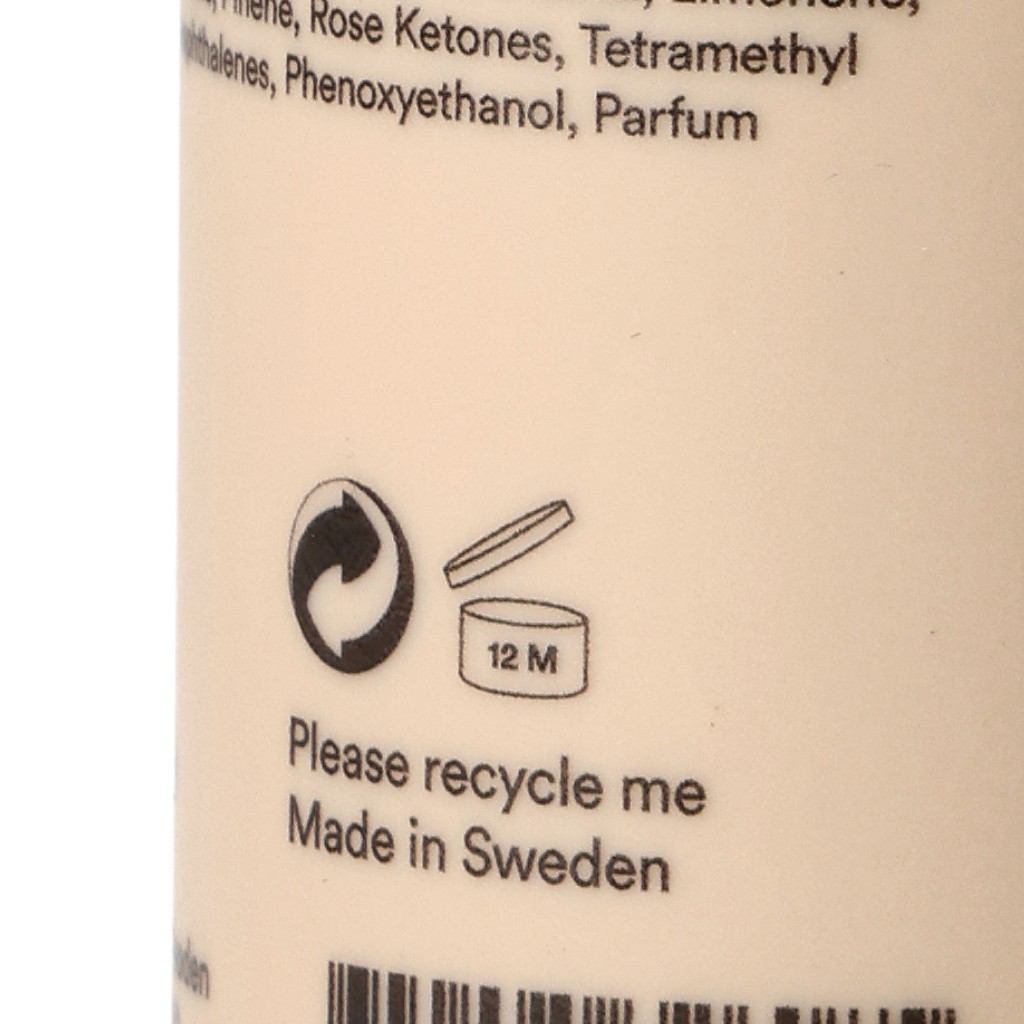 Rose Ketones, Tetramethyl
Phenoxyethanol, Parfum
12 M
Please recycle me
Made in Sweden